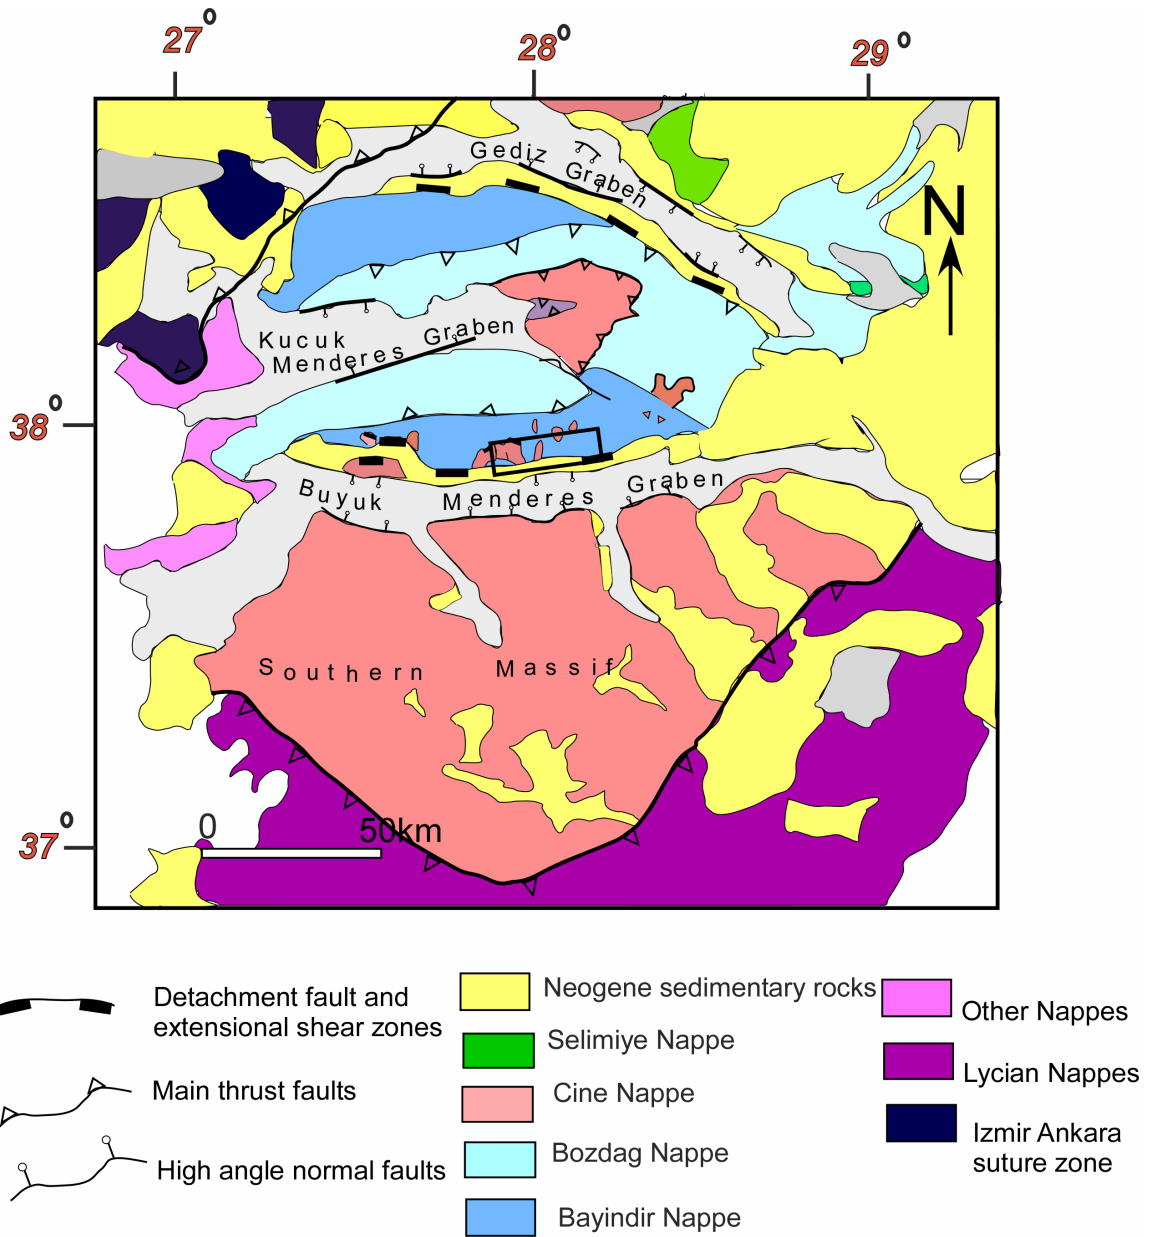 27°
28°
29°
Gediz
Graben
N
Kucuk
Menderes Graben
38°
Buyuk Menderes Graben
Southern Massif
37°
0 50km
Detachment fault and
extensional shear zones
Main thrust faults
High angle normal faults
Neogene sedimentary rocks
Selimiye Nappe
Cine Nappe
Bozdag Nappe
Bayindir Nappe
Other Nappes
Lycian Nappes
Izmir Ankara
suture zone